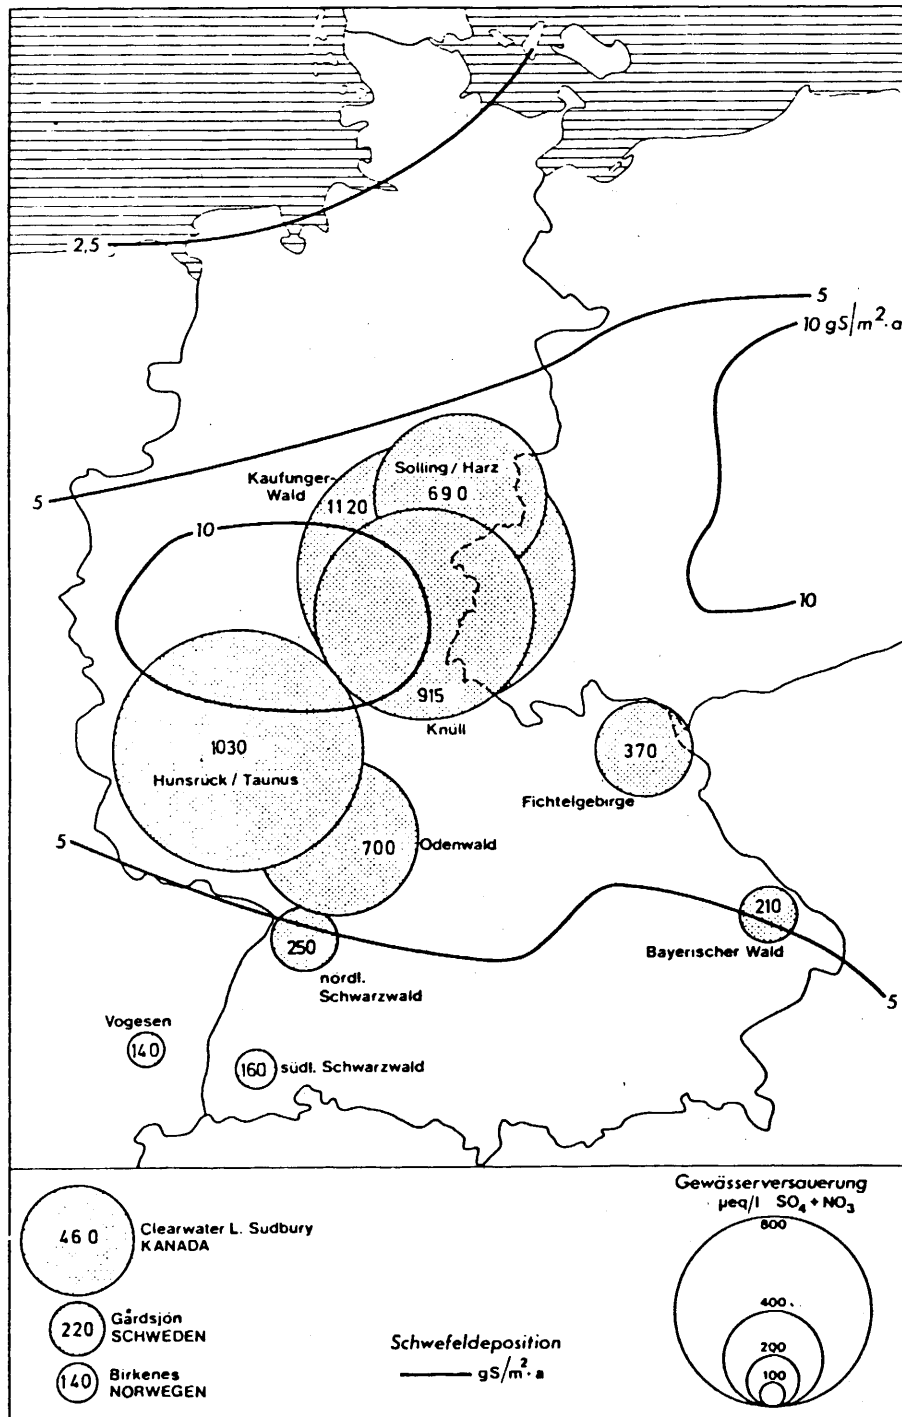 2,5
5
10 gS/m²·a
Kaufunger-
Wald
1120
Solling / Harz
690
5
10
10
915
Knüll
1030
Hunsrück / Taunus
370
Fichtelgebirge
5
700
Odenwald
210
Bayerischer Wald
250
nördl.
Schwarzwald
5
Vogesen
140
160
südl. Schwarzwald
460
Clearwater L. Sudbury
KANADA
220
Gårdsjön
SCHWEDEN
140
Birkenes
NORWEGEN
Schwefeldeposition
gS/m²·a
Gewässerversauerung
µeq/l SO₄ + NO₃
800
400
200
100